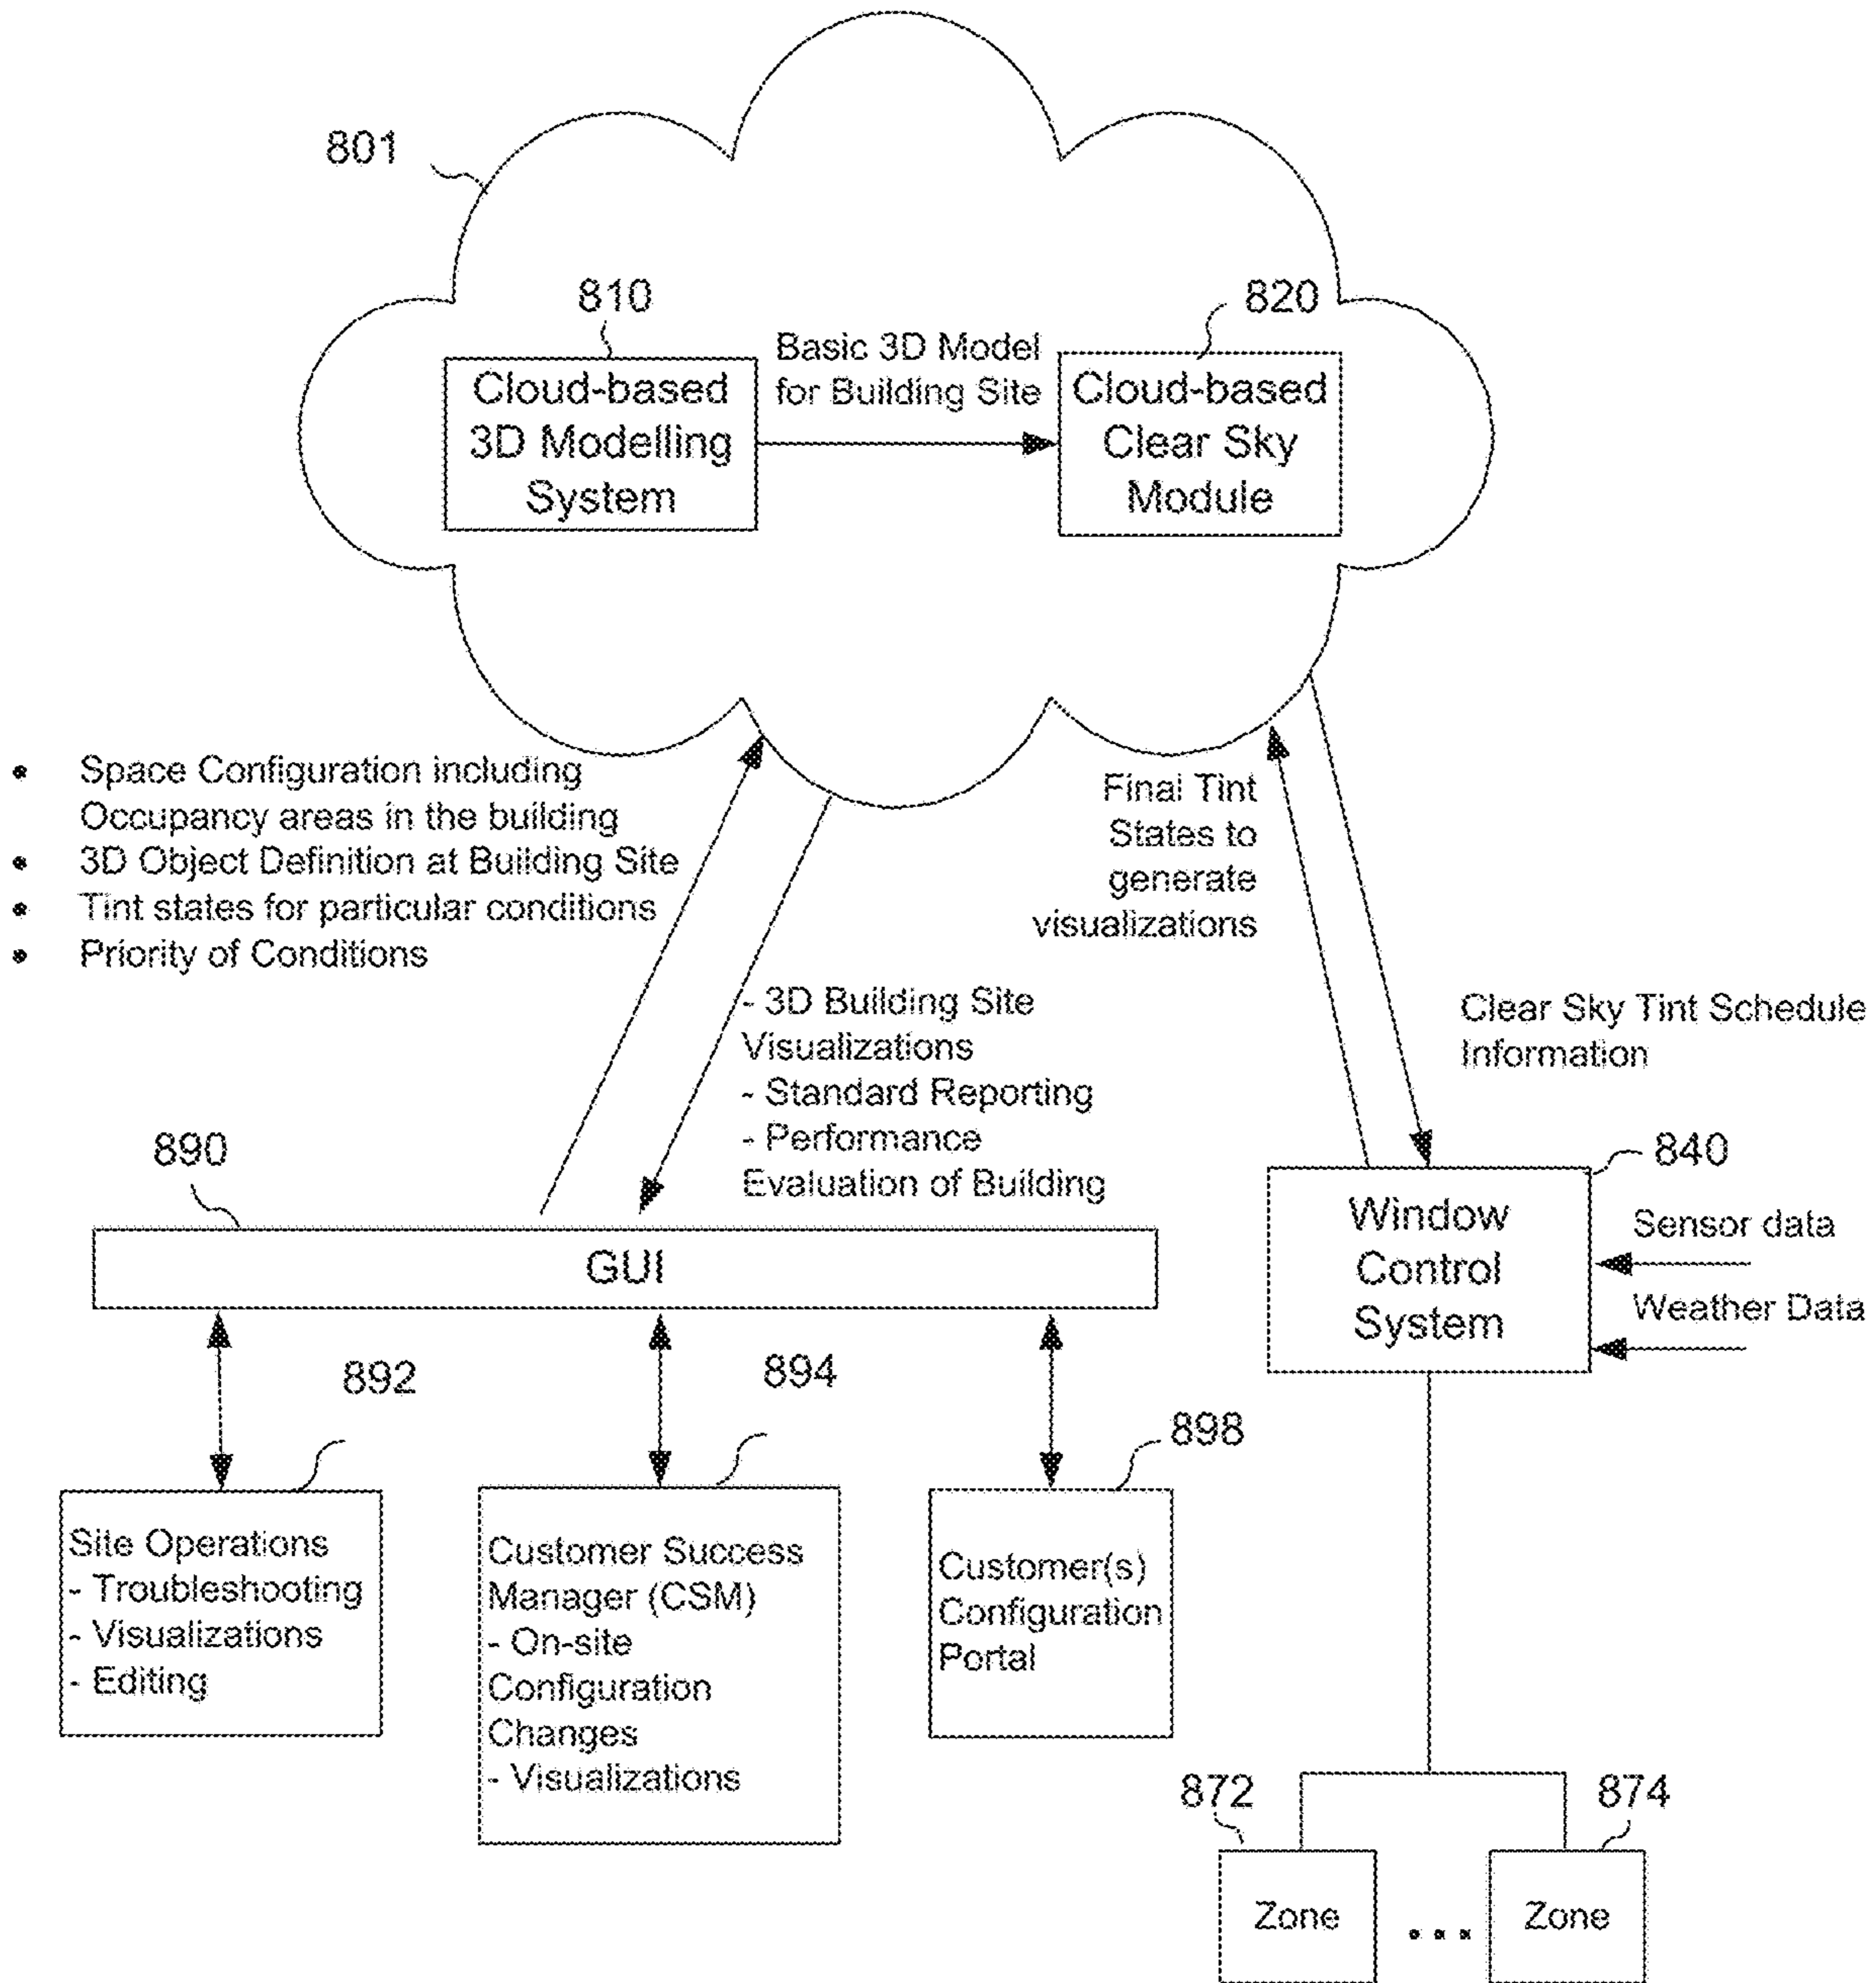 801
810
820
Basic 3D Model
for Building Site
Cloud-based
3D Modelling
System
Cloud-based
Clear Sky
Module
• Space Configuration including
Occupancy areas in the building
• 3D Object Definition at Building Site
• Tint states for particular conditions
• Priority of Conditions
Final Tint
States to
generate
visualizations
- 3D Building Site
Visualizations
- Standard Reporting
- Performance
Evaluation of Building
Clear Sky Tint Schedule
Information
890
GUI
840
Window
Control
System
Sensor data
Weather Data
892
894
898
Site Operations
- Troubleshooting
- Visualizations
- Editing
Customer Success
Manager (CSM)
- On-site
Configuration
Changes
- Visualizations
Customer(s)
Configuration
Portal
872
874
Zone
...
Zone